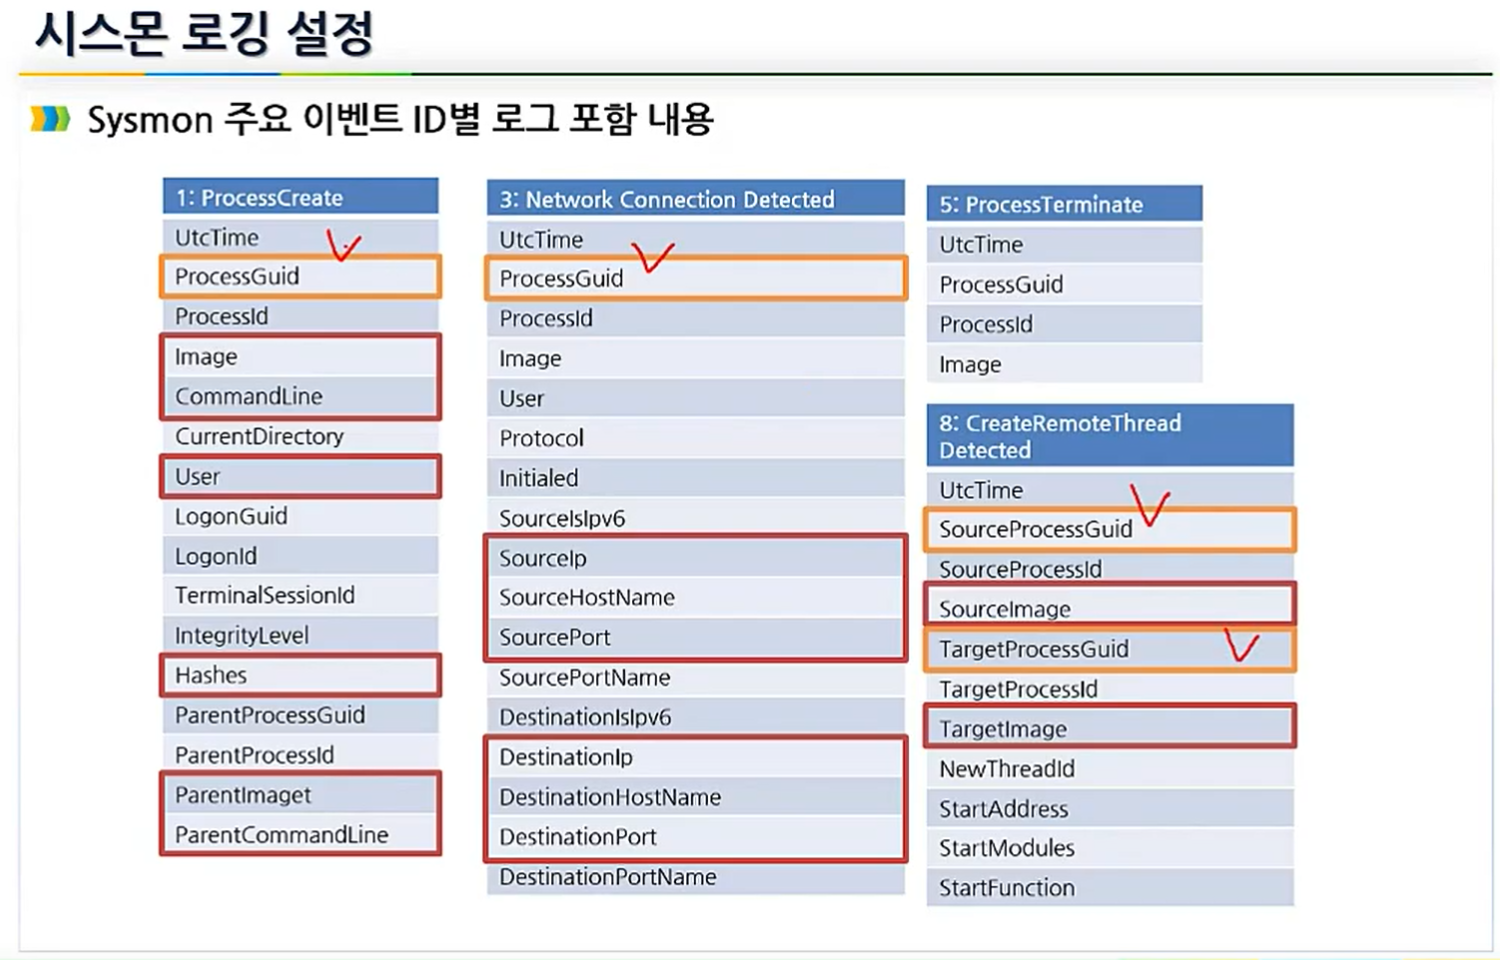 시스몬 로깅 설정
Sysmon 주요 이벤트 ID별 로그 포함 내용
1: ProcessCreate
UtcTime
ProcessGuid
ProcessId
Image
CommandLine
CurrentDirectory
User
LogonGuid
LogonId
TerminalSessionId
IntegrityLevel
Hashes
ParentProcessGuid
ParentProcessId
ParentImaget
ParentCommandLine
3: Network Connection Detected
UtcTime
ProcessGuid
ProcessId
Image
User
Protocol
Initialed
SourceIsIpv6
SourceIp
SourceHostName
SourcePort
SourcePortName
DestinationIsIpv6
DestinationIp
DestinationHostName
DestinationPort
DestinationPortName
5: ProcessTerminate
UtcTime
ProcessGuid
ProcessId
Image
8: CreateRemoteThread
Detected
UtcTime
SourceProcessGuid
SourceProcessId
SourceImage
TargetProcessGuid
TargetProcessId
TargetImage
NewThreadId
StartAddress
StartModules
StartFunction